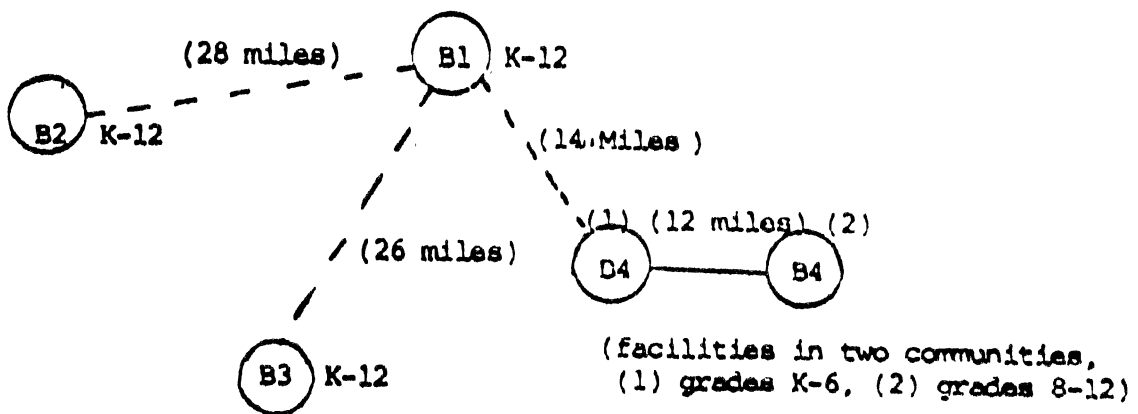 (28 miles)
B1 K-12
B2 K-12
(14 Miles)
(1) (12 miles) (2)
(26 miles)
D4
B4
(facilities in two communities,
B3 K-12
(1) grades K-6, (2) grades 8-12)